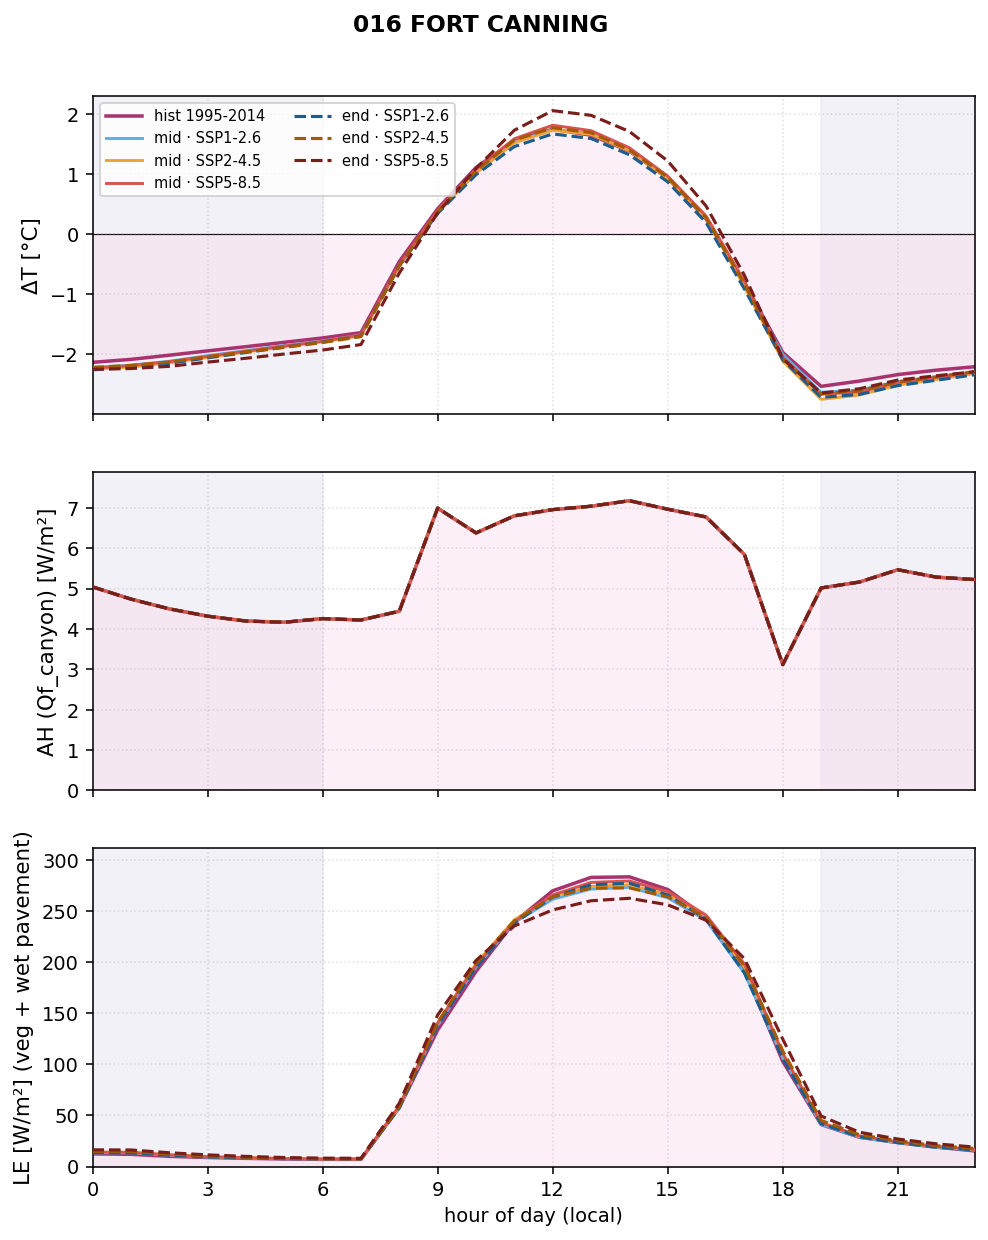 016 FORT CANNING
hist 1995-2014
mid · SSP1-2.6
mid · SSP2-4.5
mid · SSP5-8.5
end · SSP1-2.6
end · SSP2-4.5
end · SSP5-8.5
ΔT [°C]
2
1
0
−1
−2
AH (Qf_canyon) [W/m²]
7
6
5
4
3
2
1
0
LE [W/m²] (veg + wet pavement)
300
250
200
150
100
50
0
0 3 6 9 12 15 18 21
hour of day (local)